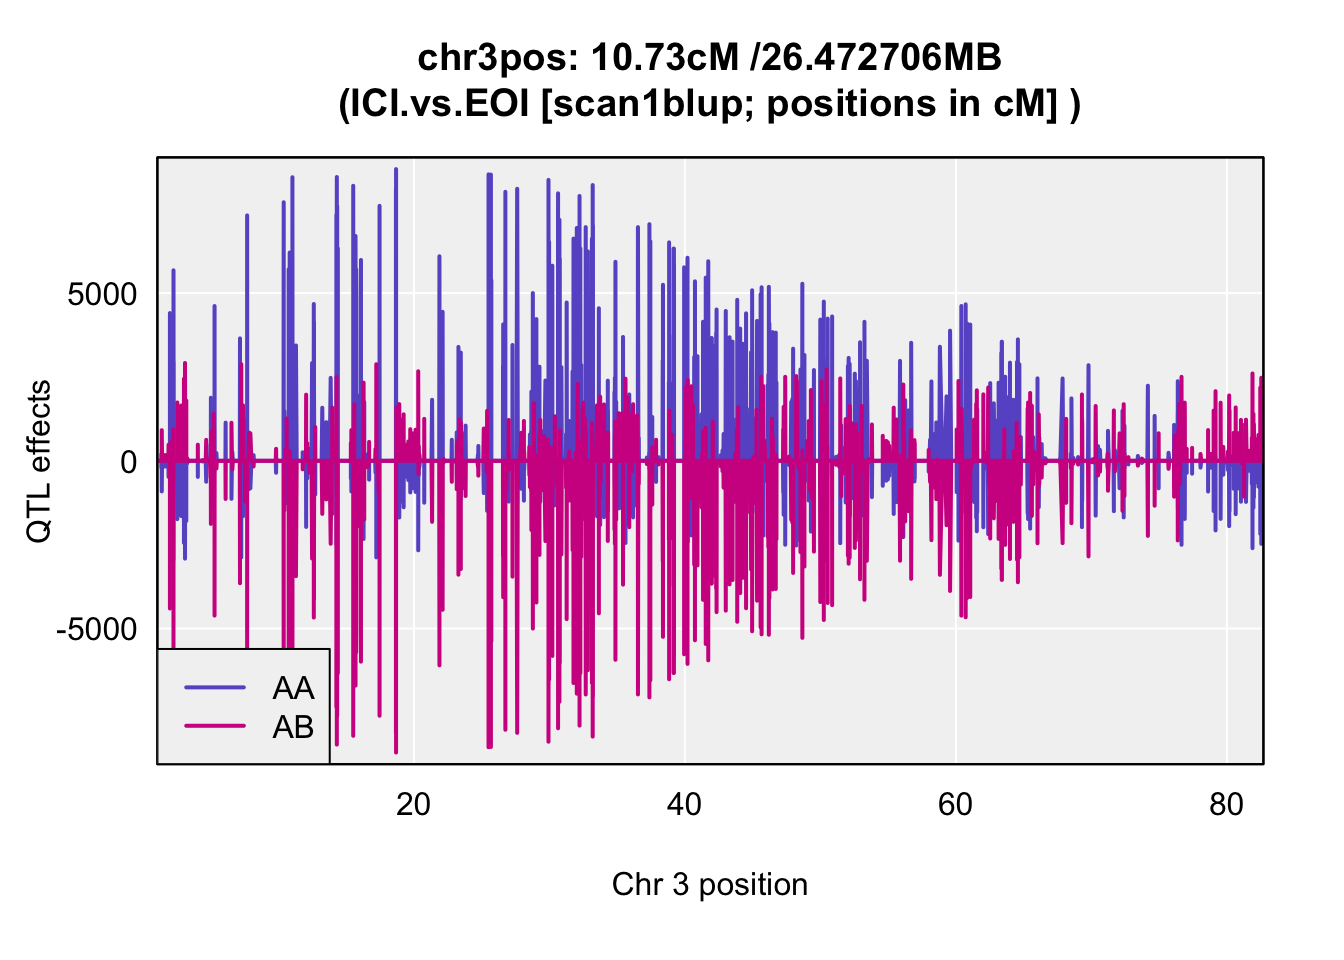 chr3pos: 10.73cM /26.472706MB
(ICI.vs.EOI [scan1blup; positions in cM] )
QTL effects
5000
0
-5000
AA
AB
20
40
60
80
Chr 3 position